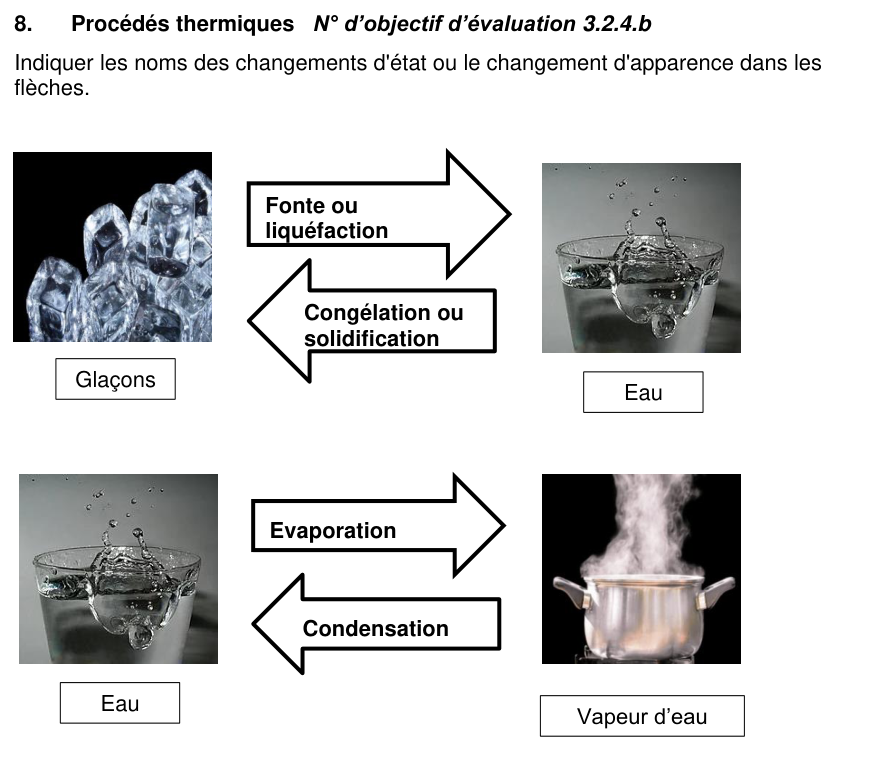 8. Procédés thermiques N° d’objectif d’évaluation 3.2.4.b
Indiquer les noms des changements d'état ou le changement d'apparence dans les
flèches.
Fonte ou
liquéfaction
Congélation ou
solidification
Glaçons
Eau
Evaporation
Condensation
Eau
Vapeur d’eau